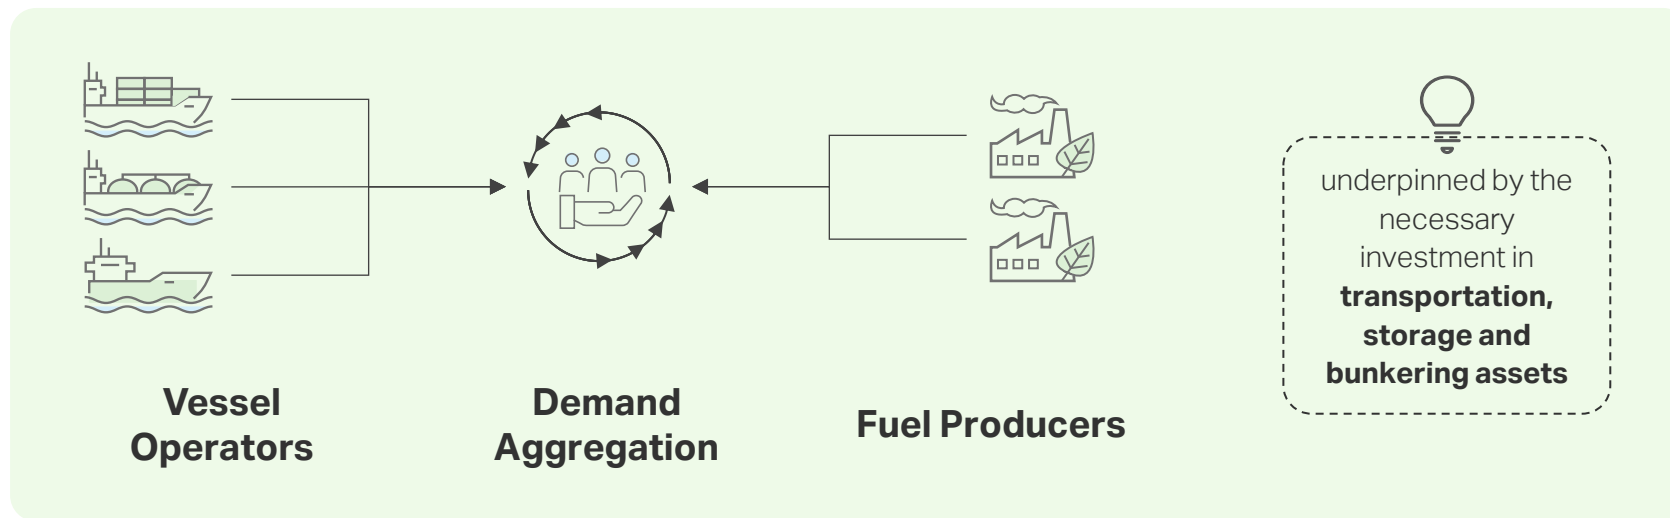 Vessel
Operators
Demand
Aggregation
Fuel Producers
underpinned by the
necessary
investment in
transportation,
storage and
bunkering assets